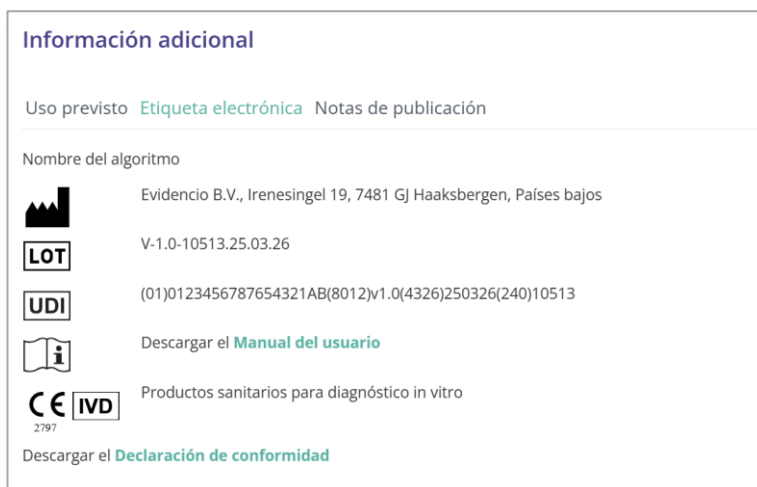 Información adicional
Uso previsto Etiqueta electrónica Notas de publicación
Nombre del algoritmo
Evidencio B.V., Irenesingel 19, 7481 GJ Haaksbergen, Países bajos
LOT V-1.0-10513.25.03.26
UDI (01)0123456787654321AB(8012)v1.0(4326)250326(240)10513
i Descargar el Manual del usuario
CE IVD Productos sanitarios para diagnóstico in vitro
2797
Descargar el Declaración de conformidad